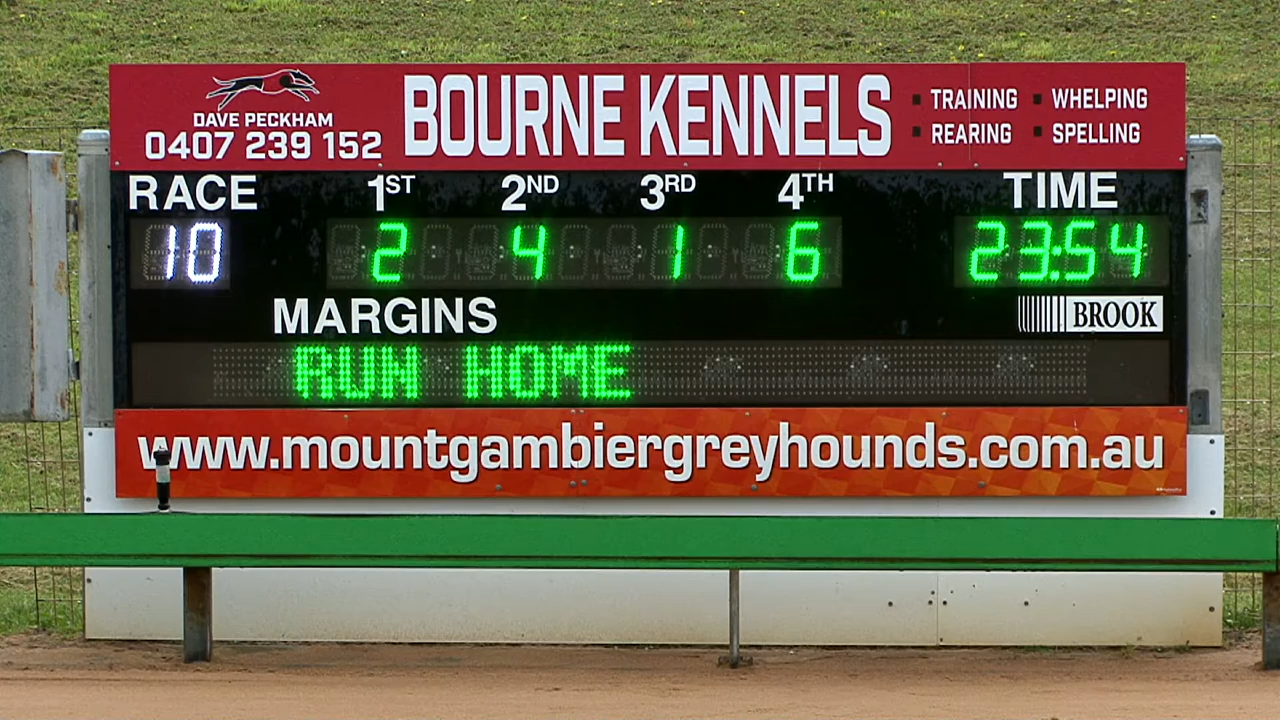 DAVE PECKHAM
0407 239 152
BOURNE KENNELS
▪ TRAINING ▪ WHELPING
▪ REARING ▪ SPELLING
RACE 1ST 2ND 3RD 4TH TIME
10 2 4 1 6 23:54
MARGINS
BROOK
RUN HOME
www.mountgambiergreyhounds.com.au